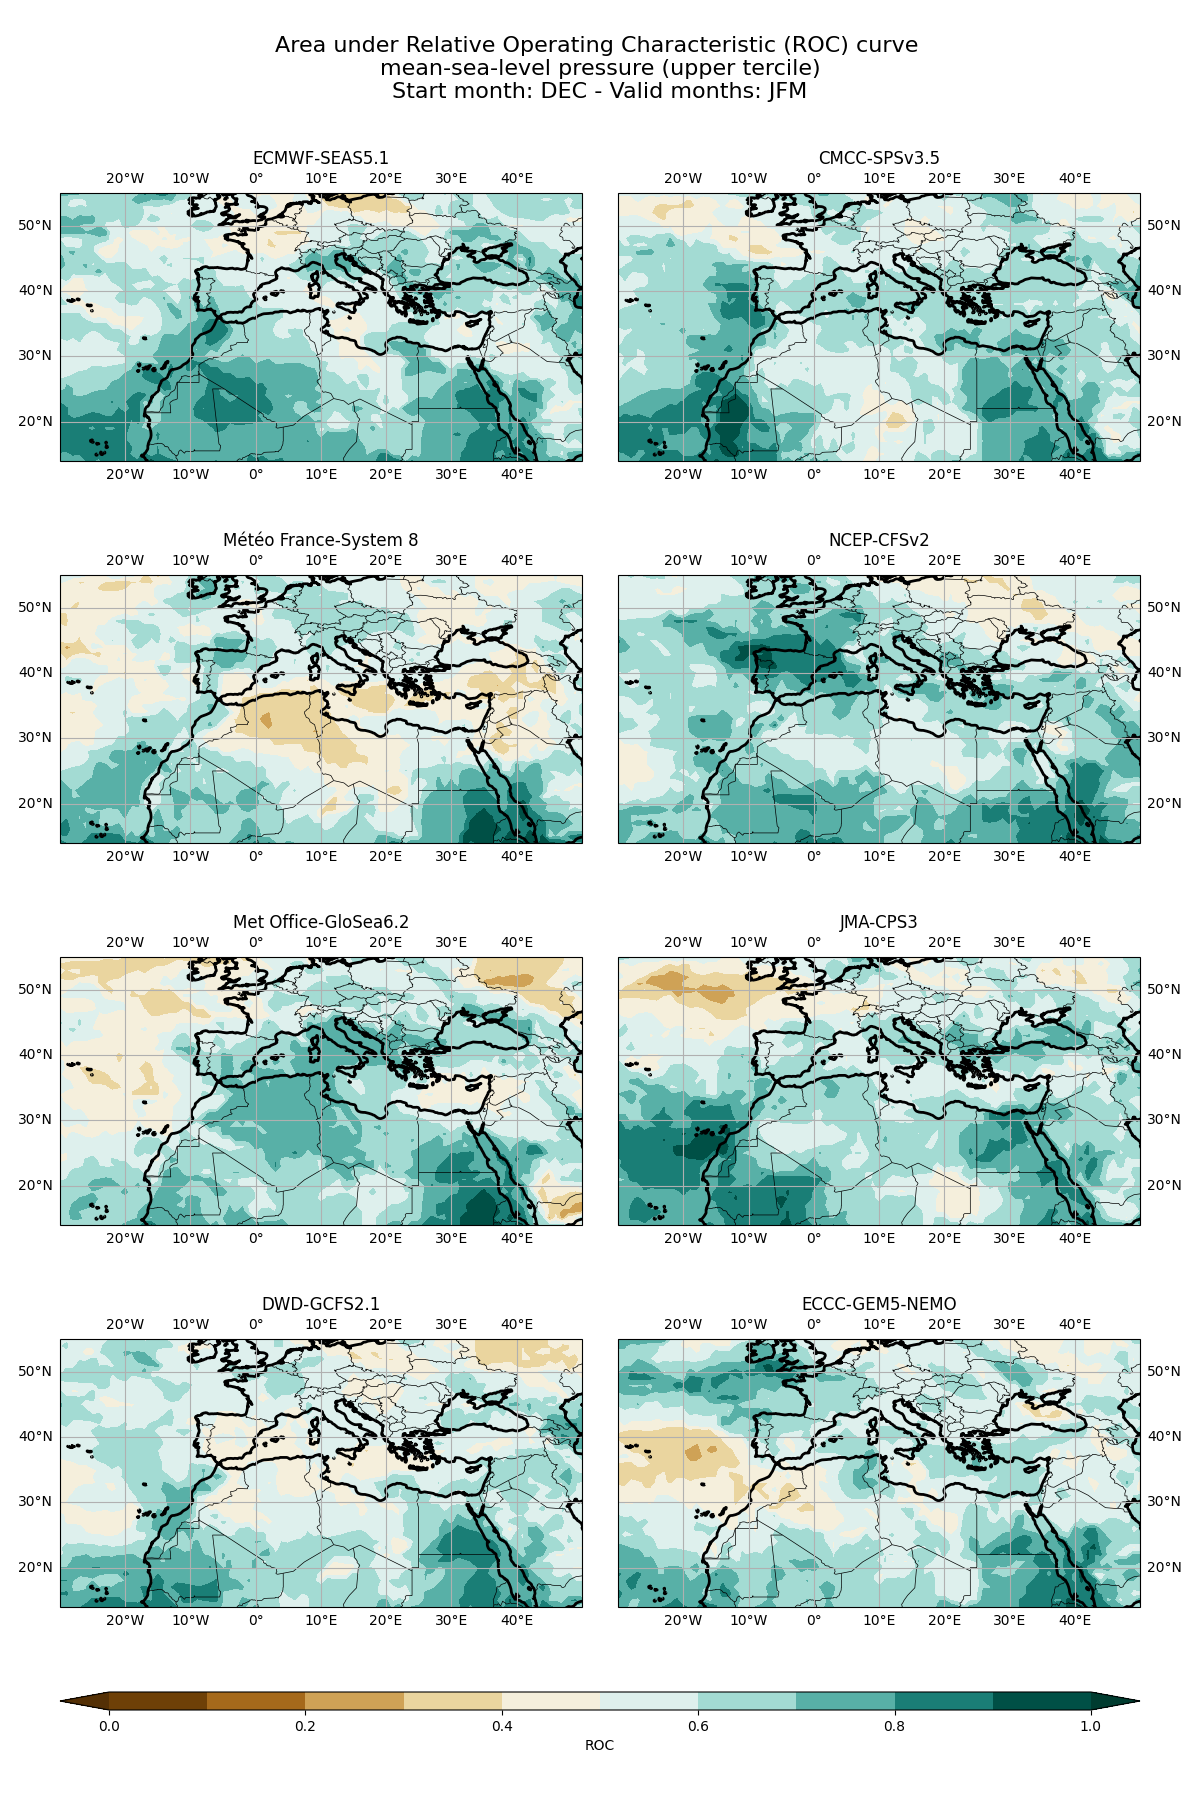 Area under Relative Operating Characteristic (ROC) curve
mean-sea-level pressure (upper tercile)
Start month: DEC - Valid months: JFM
ECMWF-SEAS5.1
CMCC-SPSv3.5
20°W 10°W 0° 10°E 20°E 30°E 40°E
20°W 10°W 0° 10°E 20°E 30°E 40°E
50°N 50°N
40°N 40°N
30°N 30°N
20°N 20°N
20°W 10°W 0° 10°E 20°E 30°E 40°E
20°W 10°W 0° 10°E 20°E 30°E 40°E
Météo France-System 8
NCEP-CFSv2
20°W 10°W 0° 10°E 20°E 30°E 40°E
20°W 10°W 0° 10°E 20°E 30°E 40°E
50°N 50°N
40°N 40°N
30°N 30°N
20°N 20°N
20°W 10°W 0° 10°E 20°E 30°E 40°E
20°W 10°W 0° 10°E 20°E 30°E 40°E
Met Office-GloSea6.2
JMA-CPS3
20°W 10°W 0° 10°E 20°E 30°E 40°E
20°W 10°W 0° 10°E 20°E 30°E 40°E
50°N 50°N
40°N 40°N
30°N 30°N
20°N 20°N
20°W 10°W 0° 10°E 20°E 30°E 40°E
20°W 10°W 0° 10°E 20°E 30°E 40°E
DWD-GCFS2.1
ECCC-GEM5-NEMO
20°W 10°W 0° 10°E 20°E 30°E 40°E
20°W 10°W 0° 10°E 20°E 30°E 40°E
50°N 50°N
40°N 40°N
30°N 30°N
20°N 20°N
20°W 10°W 0° 10°E 20°E 30°E 40°E
20°W 10°W 0° 10°E 20°E 30°E 40°E
0.0 0.2 0.4 0.6 0.8 1.0
ROC